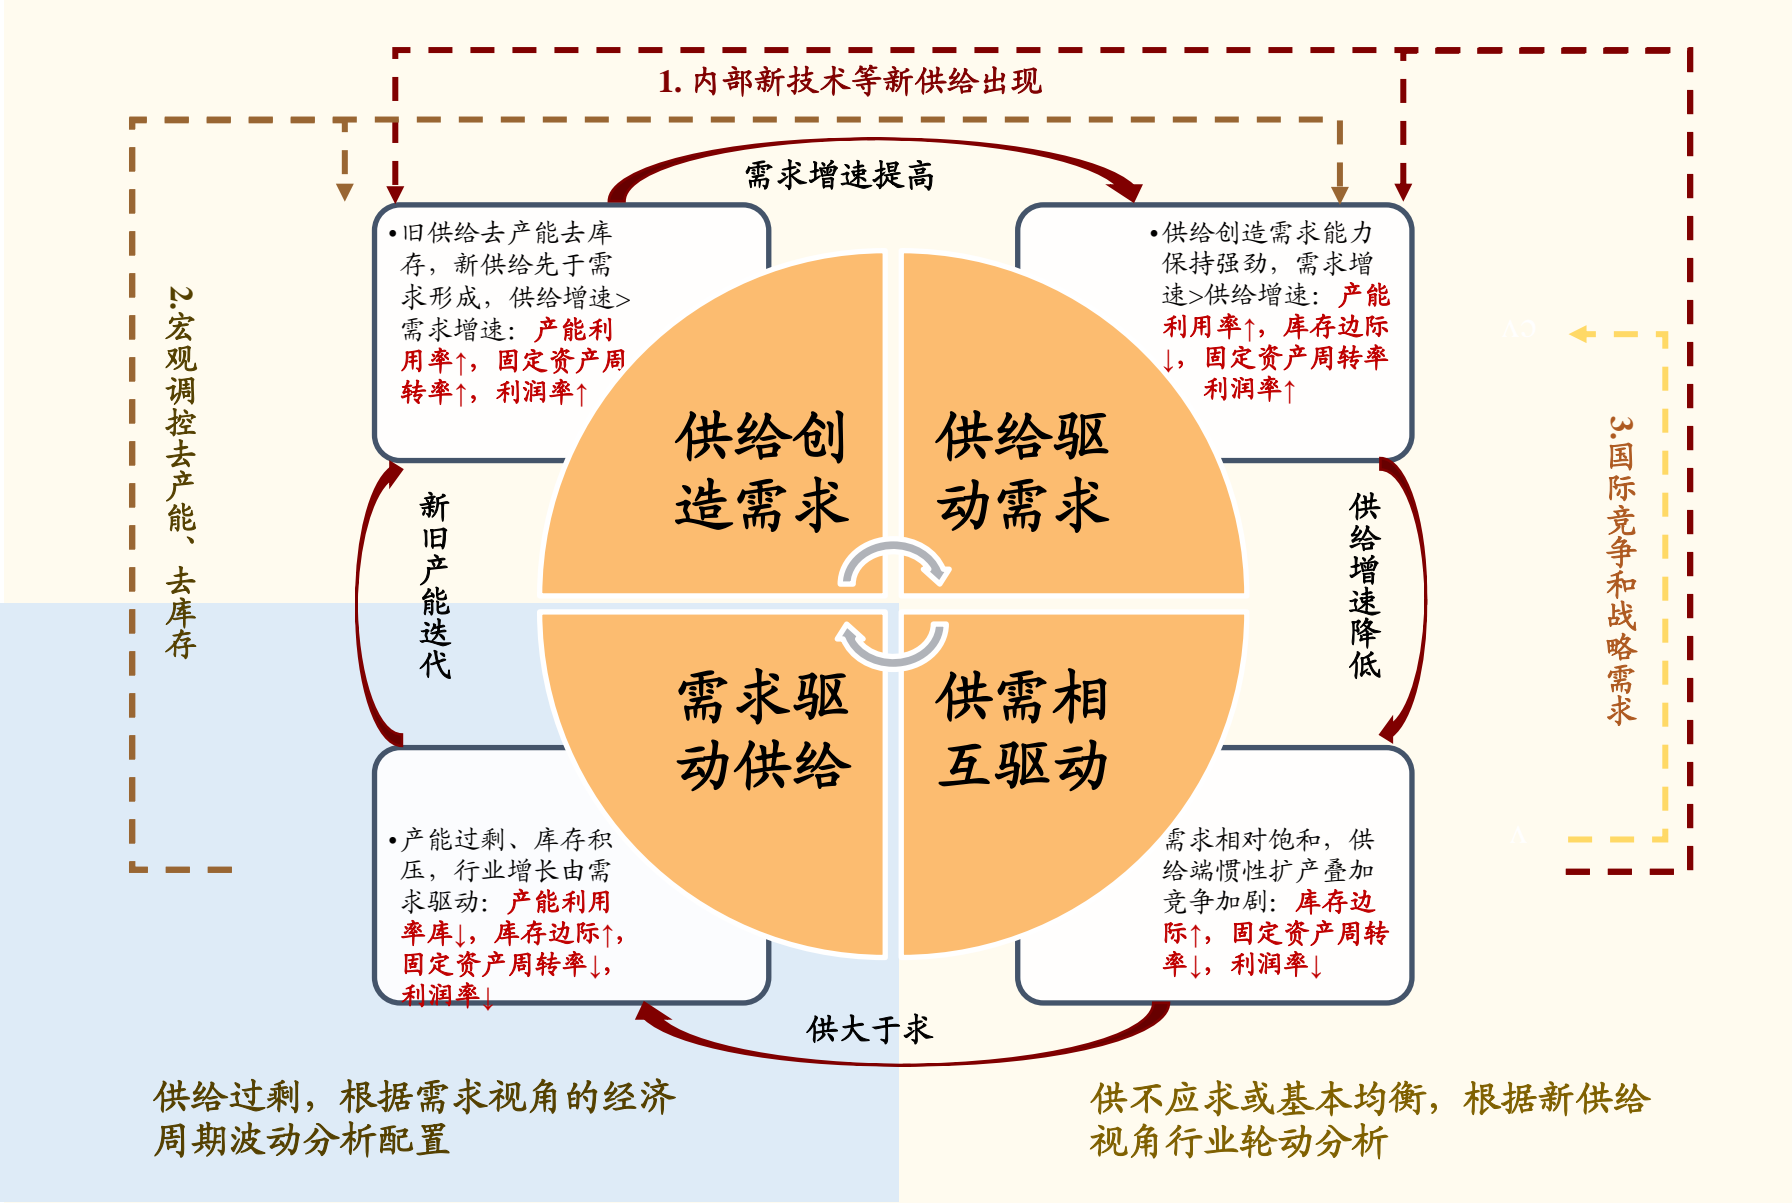 1. 内部新技术等新供给出现
需求增速提高
•旧供给去产能去库
存，新供给先于需
求形成，供给增速>
需求增速：产能利
用率↑，固定资产周
转率↑，利润率↑
•供给创造需求能力
保持强劲，需求增
速>供给增速：产能
利用率↑，库存边际
↓，固定资产周转率
利润率↑
2.宏观调控去产能、去库存
新旧产能迭代
供给创
造需求
供给驱
动需求
供给增速降低
3.国际竞争和战略需求
需求驱
动供给
供需相
互驱动
•产能过剩、库存积
压，行业增长由需
求驱动：产能利用
率库↓，库存边际↑，
固定资产周转率↓，
利润率↓
需求相对饱和，供
给端惯性扩产叠加
竞争加剧：库存边
际↑，固定资产周转
率↓，利润率↓
供大于求
供给过剩，根据需求视角的经济
周期波动分析配置
供不应求或基本均衡，根据新供给
视角行业轮动分析